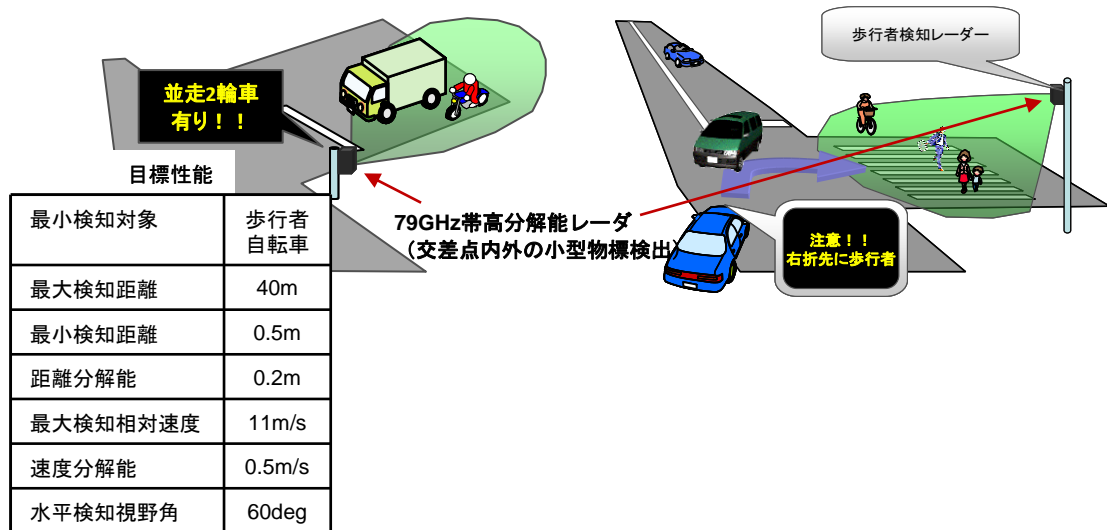 並走2輪車
有り！！
歩行者検知レーダー
79GHz帯高分解能レーダ
（交差点内外の小型物標検出）
注意！！
右折先に歩行者
目標性能
最小検知対象 歩行者
自転車
最大検知距離 40m
最小検知距離 0.5m
距離分解能 0.2m
最大検知相対速度 11m/s
速度分解能 0.5m/s
水平検知視野角 60deg